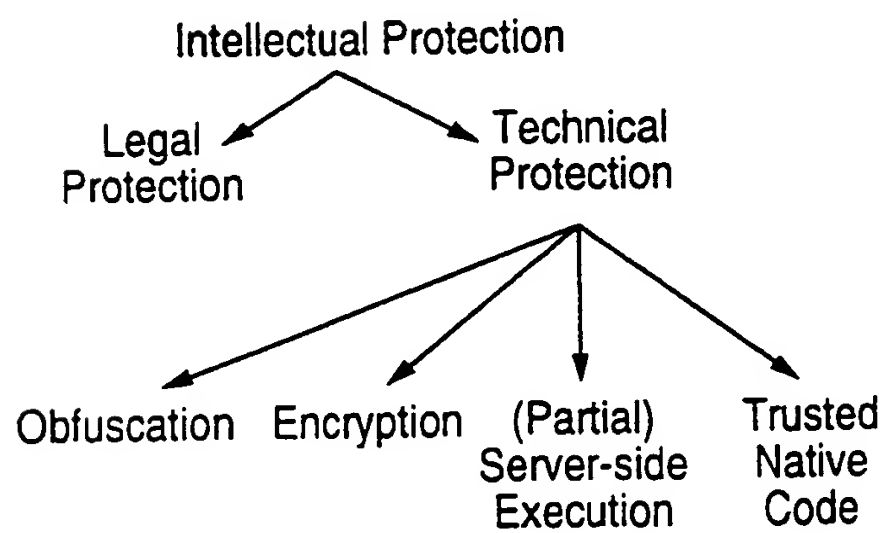 Intellectual Protection
Legal
Protection
Technical
Protection
Obfuscation
Encryption
(Partial)
Server-side
Execution
Trusted
Native
Code